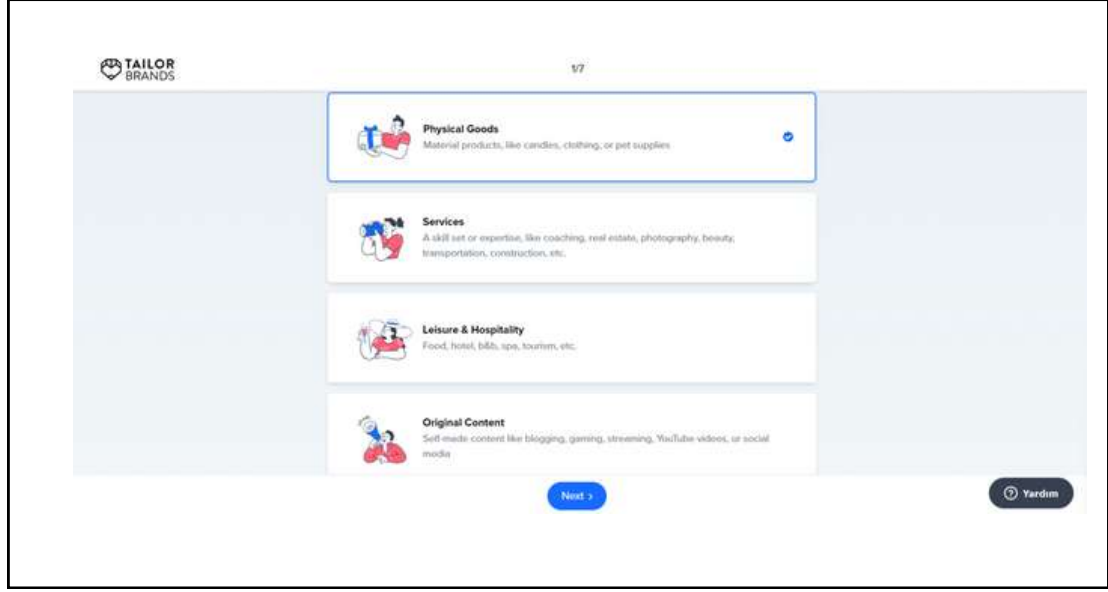 TAILOR
BRANDS
1/7
Physical Goods
Material products, like candles, clothing, or pet supplies
Services
A skill set or expertise, like coaching, real estate, photography, beauty,
transportation, construction, etc.
Leisure & Hospitality
Food, hotel, b&b, spa, tourism, etc.
Original Content
Self-made content like blogging, gaming, streaming, YouTube videos, or social
media
Next >
? Yardım